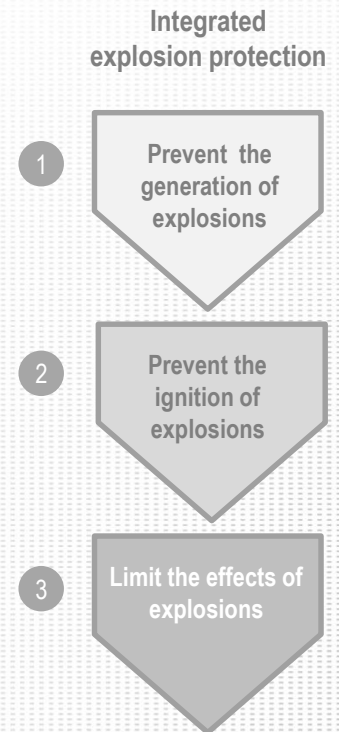 Integrated
explosion protection
1
Prevent the
generation of
explosions
2
Prevent the
ignition of
explosions
3
Limit the effects of
explosions